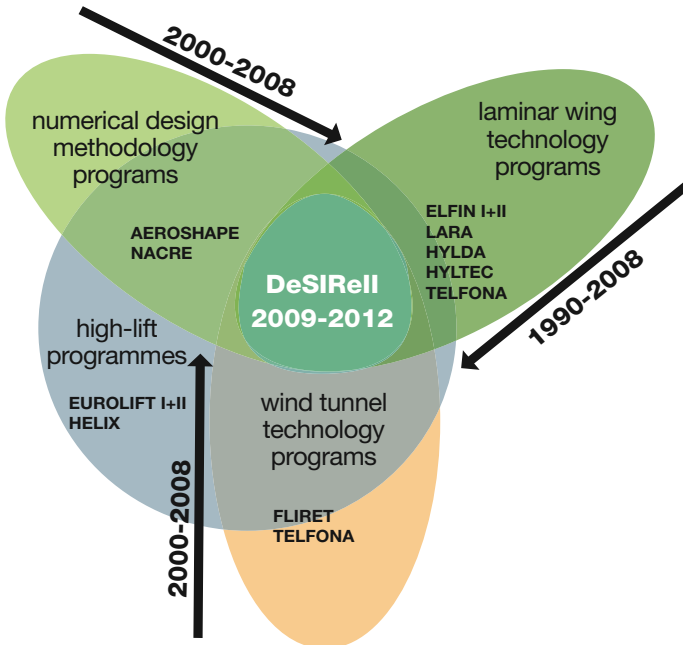 2000-2008
numerical design
methodology
programs
laminar wing
technology
programs
AEROSHAPE
NACRE
ELFIN I+II
LARA
HYLDA
HYLTEC
TELFONA
DeSIReII
2009-2012
1990-2008
high-lift
programmes
EUROLIFT I+II
HELIX
wind tunnel
technology
programs
2000-2008
FLIRET
TELFONA